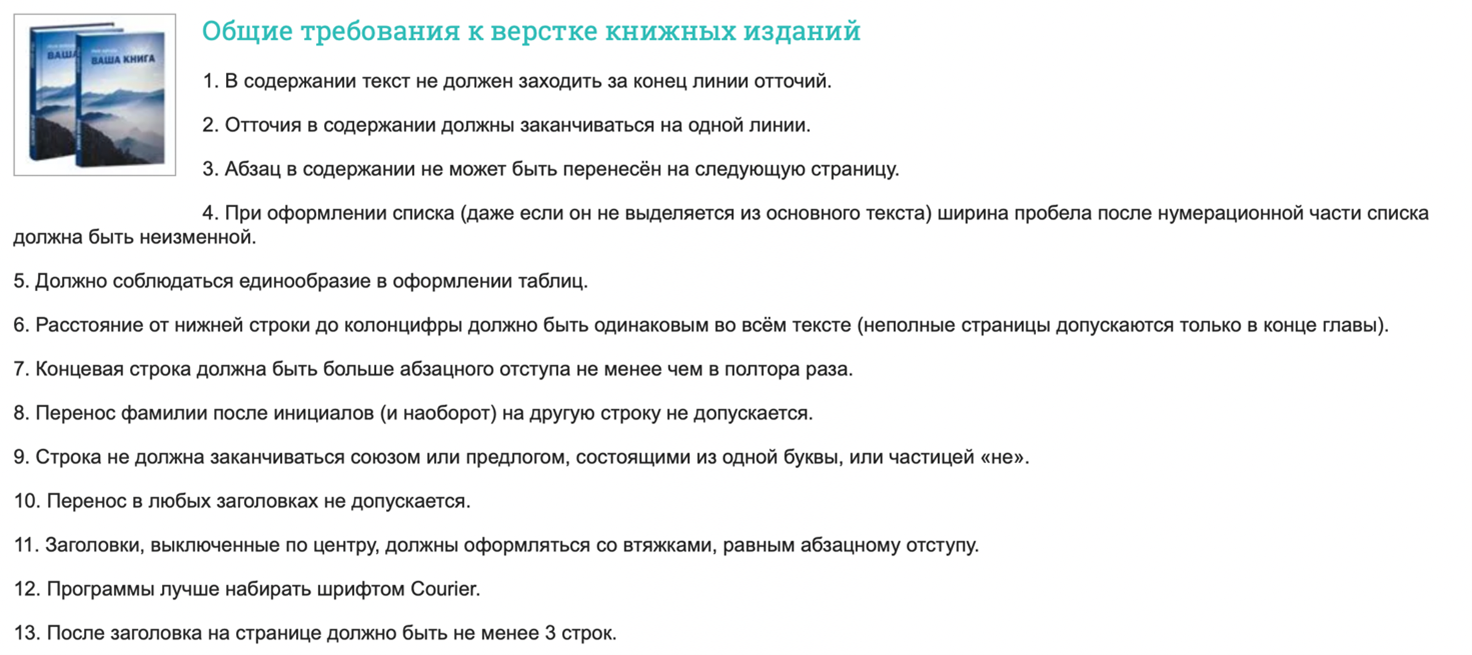 Общие требования к верстке книжных изданий
ВАША
ВАША КНИГА
1. В содержании текст не должен заходить за конец линии отточий.
2. Отточия в содержании должны заканчиваться на одной линии.
3. Абзац в содержании не может быть перенесён на следующую страницу.
4. При оформлении списка (даже если он не выделяется из основного текста) ширина пробела после нумерационной части списка
должна быть неизменной.
5. Должно соблюдаться единообразие в оформлении таблиц.
6. Расстояние от нижней строки до колонцифры должно быть одинаковым во всём тексте (неполные страницы допускаются только в конце главы).
7. Концевая строка должна быть больше абзацного отступа не менее чем в полтора раза.
8. Перенос фамилии после инициалов (и наоборот) на другую строку не допускается.
9. Строка не должна заканчиваться союзом или предлогом, состоящими из одной буквы, или частицей «не».
10. Перенос в любых заголовках не допускается.
11. Заголовки, выключенные по центру, должны оформляться со втяжками, равным абзацному отступу.
12. Программы лучше набирать шрифтом Courier.
13. После заголовка на странице должно быть не менее 3 строк.